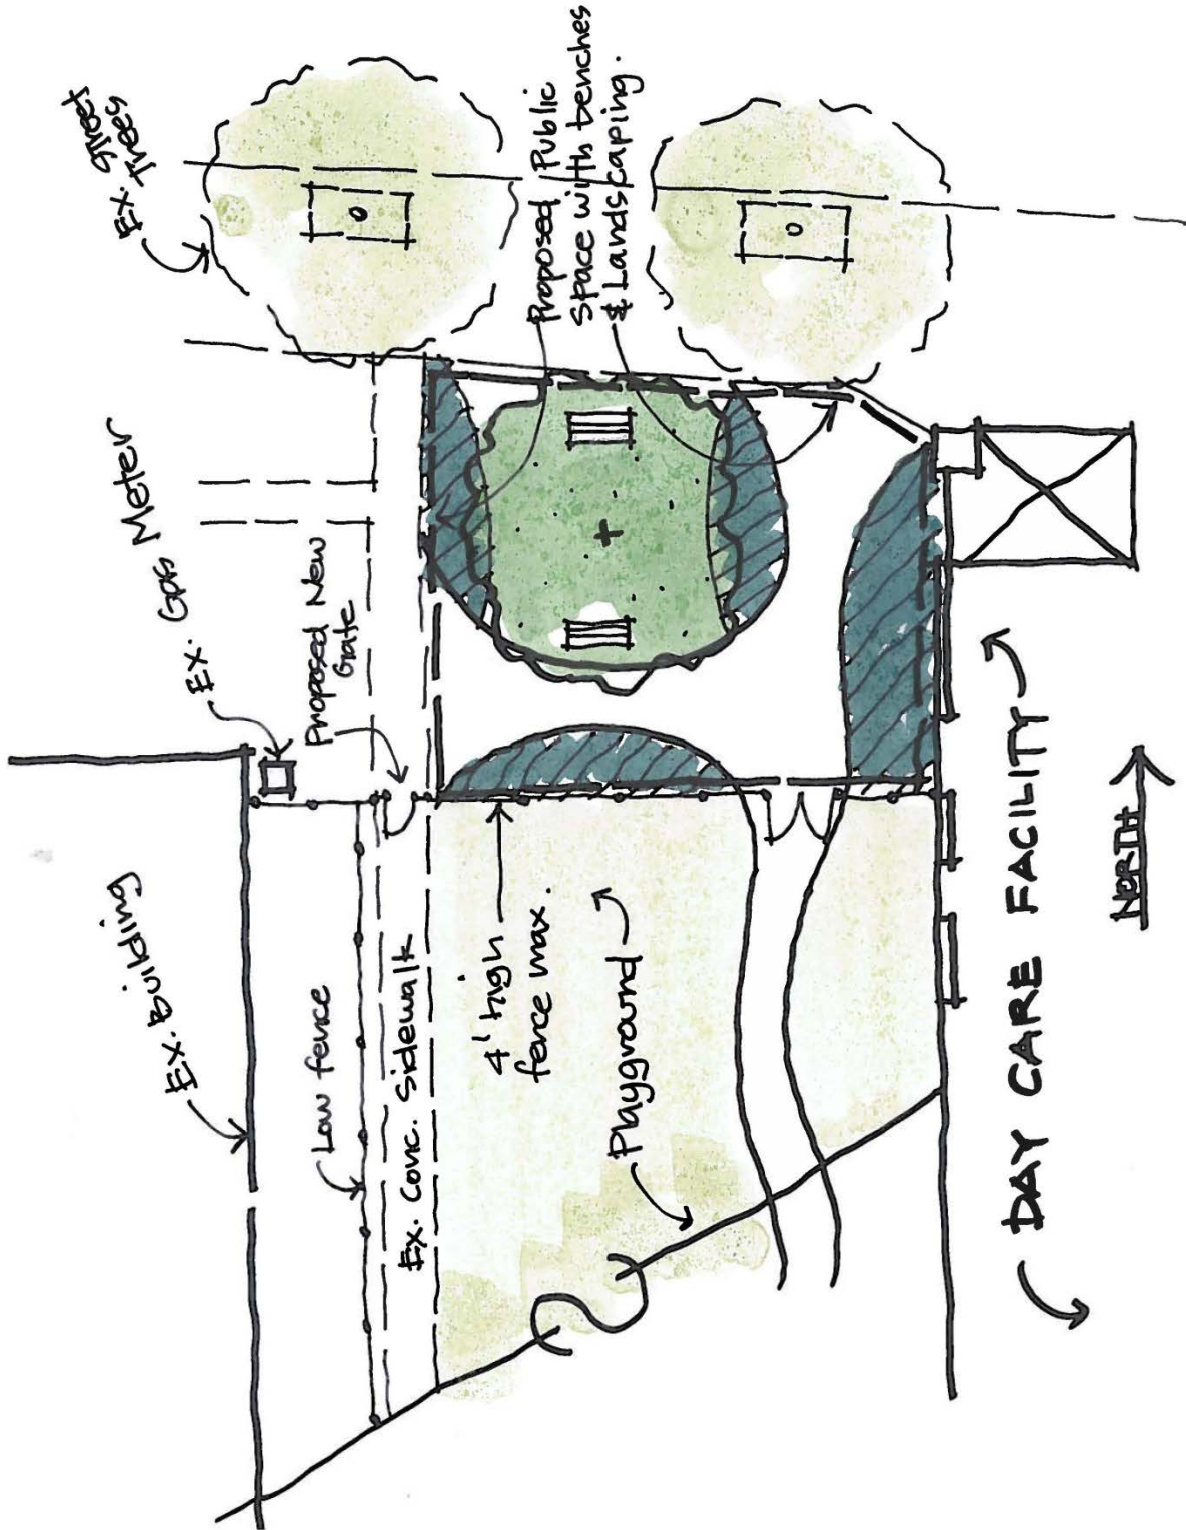 Ex. Street
Trees
Ex. Gas Meter
Proposed New
Gate
Proposed Public
Space with benches
& Landscaping.
Ex. Building
Low fence
Ex. Conc. Sidewalk
4' high
fence max.
Playground
DAY CARE FACILITY
NORTH